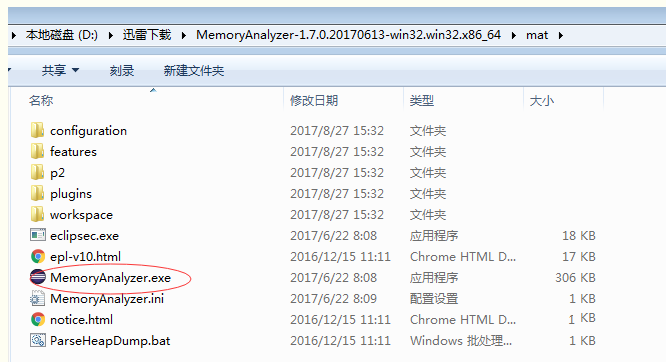 本地磁盘 (D:) 迅雷下载 MemoryAnalyzer-1.7.0.20170613-win32.win32.x86_64 mat
共享 刻录 新建文件夹
名称 修改日期 类型 大小
configuration 2017/8/27 15:32 文件夹
features 2017/8/27 15:32 文件夹
p2 2017/8/27 15:32 文件夹
plugins 2017/8/27 15:32 文件夹
workspace 2017/8/27 15:32 文件夹
eclipsec.exe 2017/6/22 8:08 应用程序 18 KB
epl-v10.html 2016/12/15 11:11 Chrome HTML D... 17 KB
MemoryAnalyzer.exe 2017/6/22 8:08 应用程序 306 KB
MemoryAnalyzer.ini 2017/6/22 8:09 配置设置 1 KB
notice.html 2016/12/15 11:11 Chrome HTML D... 1 KB
ParseHeapDump.bat 2016/12/15 11:11 Windows 批处理... 1 KB